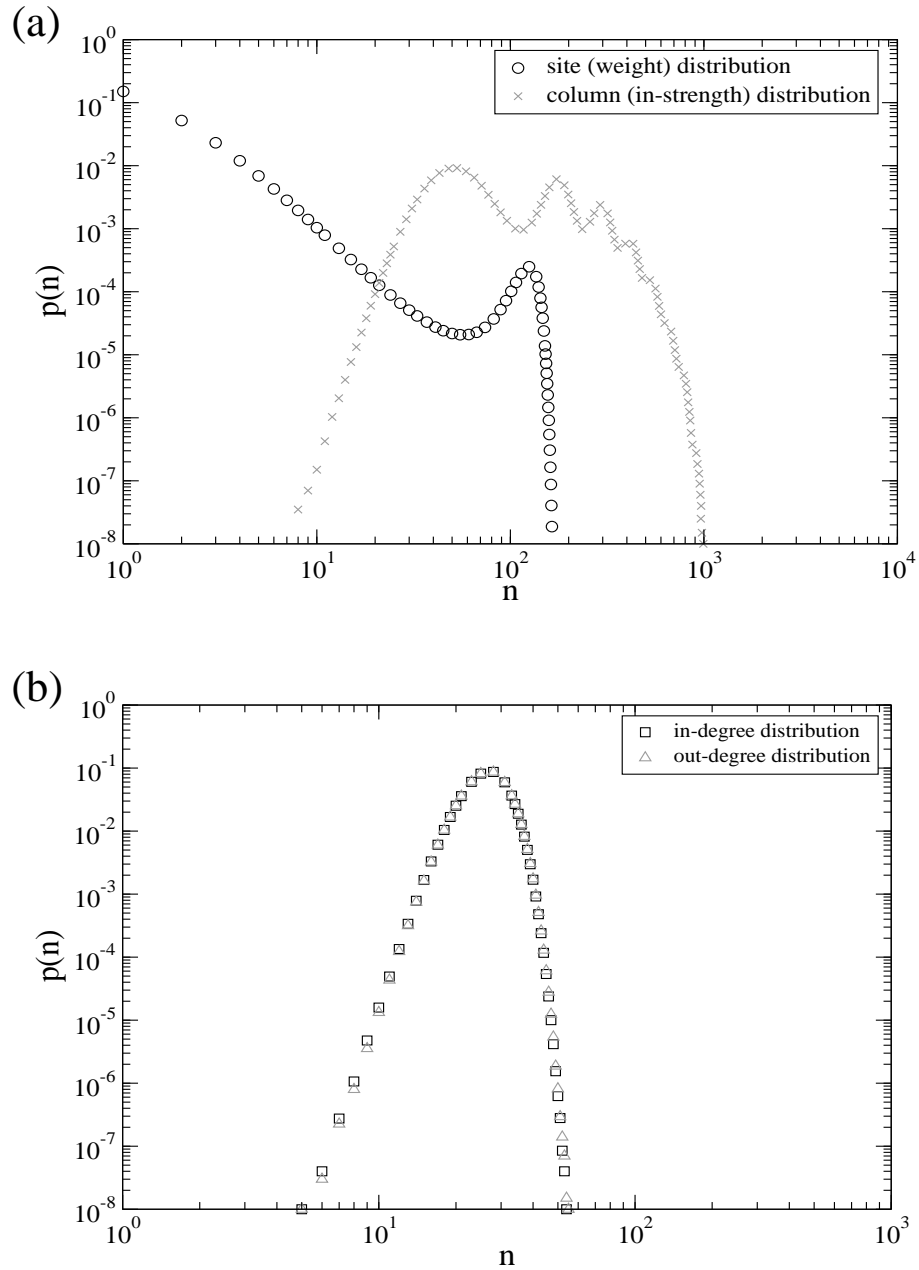 (a)
10^0
10^-1
10^-2
10^-3
10^-4
10^-5
10^-6
10^-7
10^-8
p(n)
site (weight) distribution
column (in-strength) distribution
10^0 10^1 10^2 10^3 10^4
n
(b)
10^0
10^-1
10^-2
10^-3
10^-4
10^-5
10^-6
10^-7
10^-8
p(n)
in-degree distribution
out-degree distribution
10^0 10^1 10^2 10^3
n